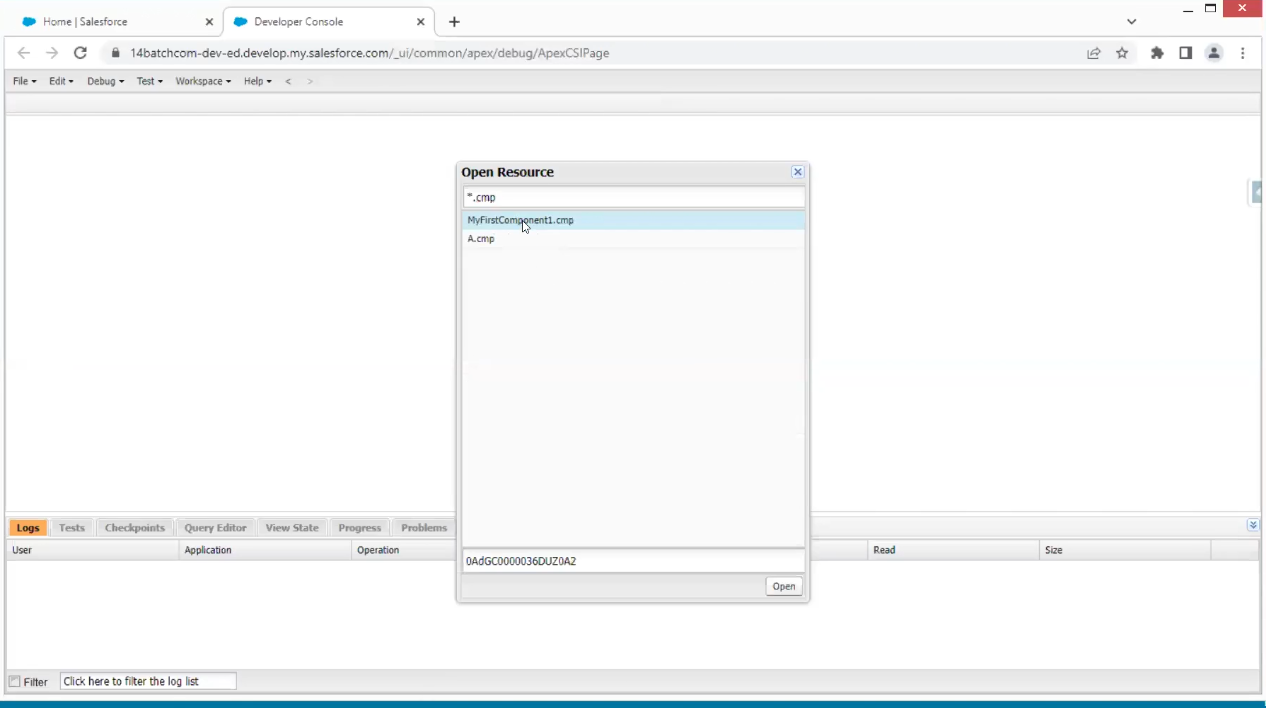 Home | Salesforce
Developer Console
14batchcom-dev-ed.develop.my.salesforce.com/_ui/common/apex/debug/ApexCSIPage
File Edit Debug Test Workspace Help < >
Open Resource
*.cmp
MyFirstComponent1.cmp
A.cmp
Logs Tests Checkpoints Query Editor View State Progress Problems
User Application Operation Read Size
0AdGC0000036DUZ0A2
Open
Filter Click here to filter the log list